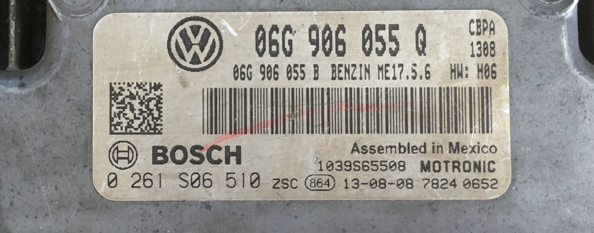 06G 906 055 Q CBPA
1308
06G 906 055 B BENZIN ME17.5.6 HW: H06
Assembled in Mexico
BOSCH 1039S65508 MOTRONIC
0 261 S06 510 ZSC 864 13-08-08 7824 0652